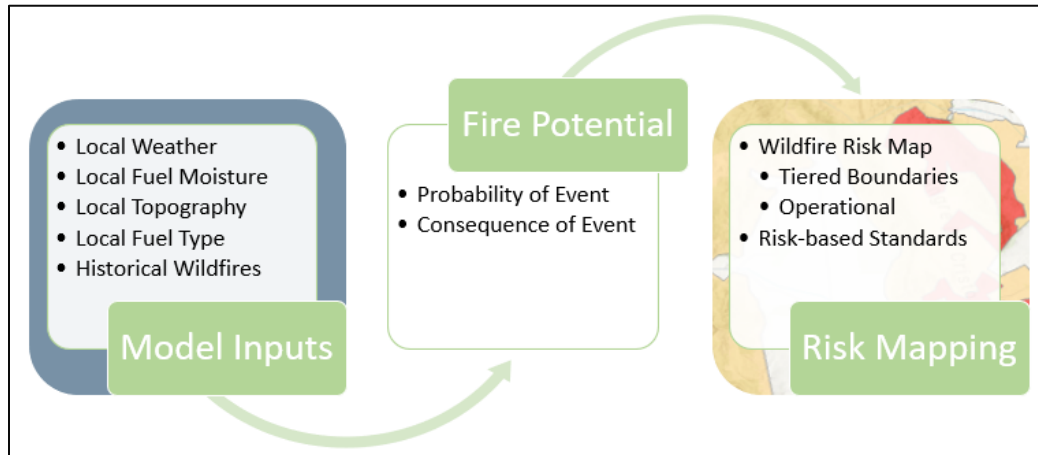 • Local Weather
• Local Fuel Moisture
• Local Topography
• Local Fuel Type
• Historical Wildfires
Model Inputs
Fire Potential
• Probability of Event
• Consequence of Event
• Wildfire Risk Map
• Tiered Boundaries
• Operational
• Risk-based Standards
Risk Mapping